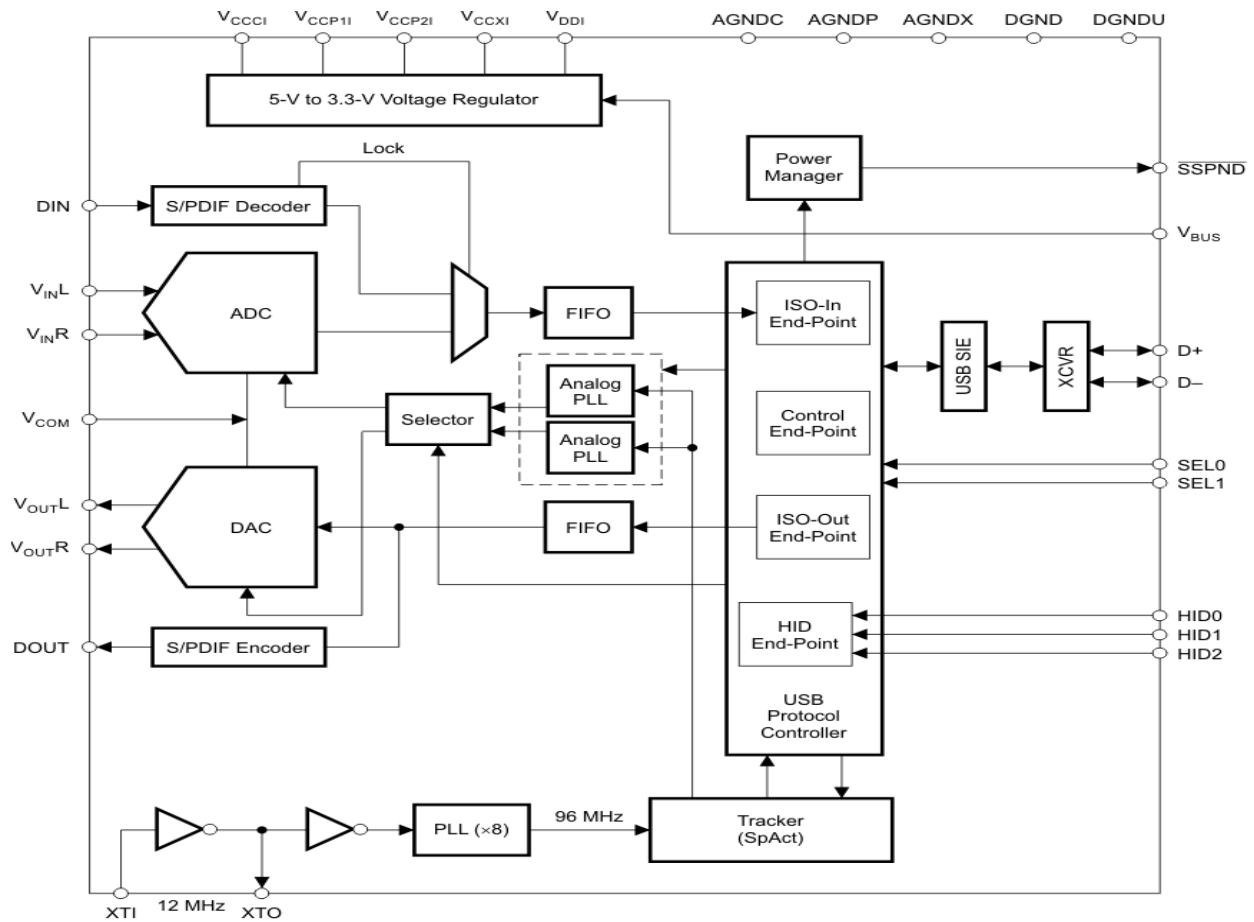 VCCCI VCCP1I VCCP2I VCCXI VDDI AGNDC AGNDP AGNDX DGND DGNDU
5-V to 3.3-V Voltage Regulator
Lock
Power
Manager
SSPND
DIN
S/PDIF Decoder
VBUS
VINL
ADC
FIFO
ISO-In
End-Point
VINR
USB SIE
XCVR
D+
D–
Analog
PLL
Selector
VCOM
Control
End-Point
Analog
PLL
SEL0
SEL1
VOUTL
DAC
FIFO
ISO-Out
End-Point
VOUTR
HID0
HID
End-Point
HID1
HID2
DOUT
S/PDIF Encoder
USB
Protocol
Controller
PLL (×8)
96 MHz
Tracker
(SpAct)
XTI
12 MHz
XTO